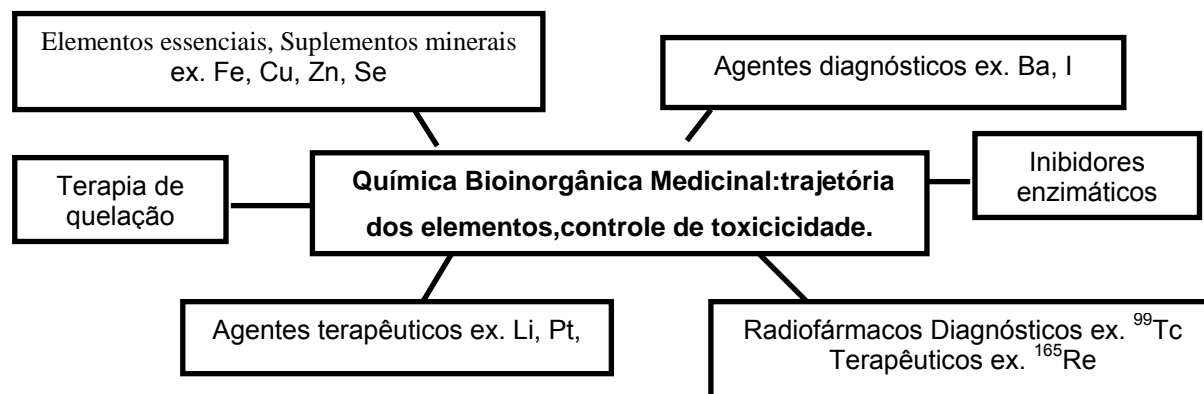 Elementos essenciais, Suplementos minerais
ex. Fe, Cu, Zn, Se
Agentes diagnósticos ex. Ba, I
Terapia de
quelação
Química Bioinorgânica Medicinal:trajetória
dos elementos,controle de toxicicidade.
Inibidores
enzimáticos
Agentes terapêuticos ex. Li, Pt,
Radiofármacos Diagnósticos ex. ⁹⁹Tc
Terapêuticos ex. ¹⁶⁵Re